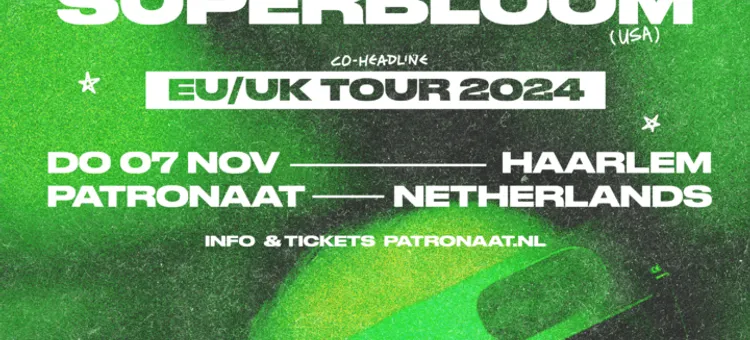 SUPERBLOOM
(USA)
CO-HEADLINE
EU/UK TOUR 2024
DO 07 NOV HAARLEM
PATRONAAT NETHERLANDS
INFO & TICKETS PATRONAAT.NL